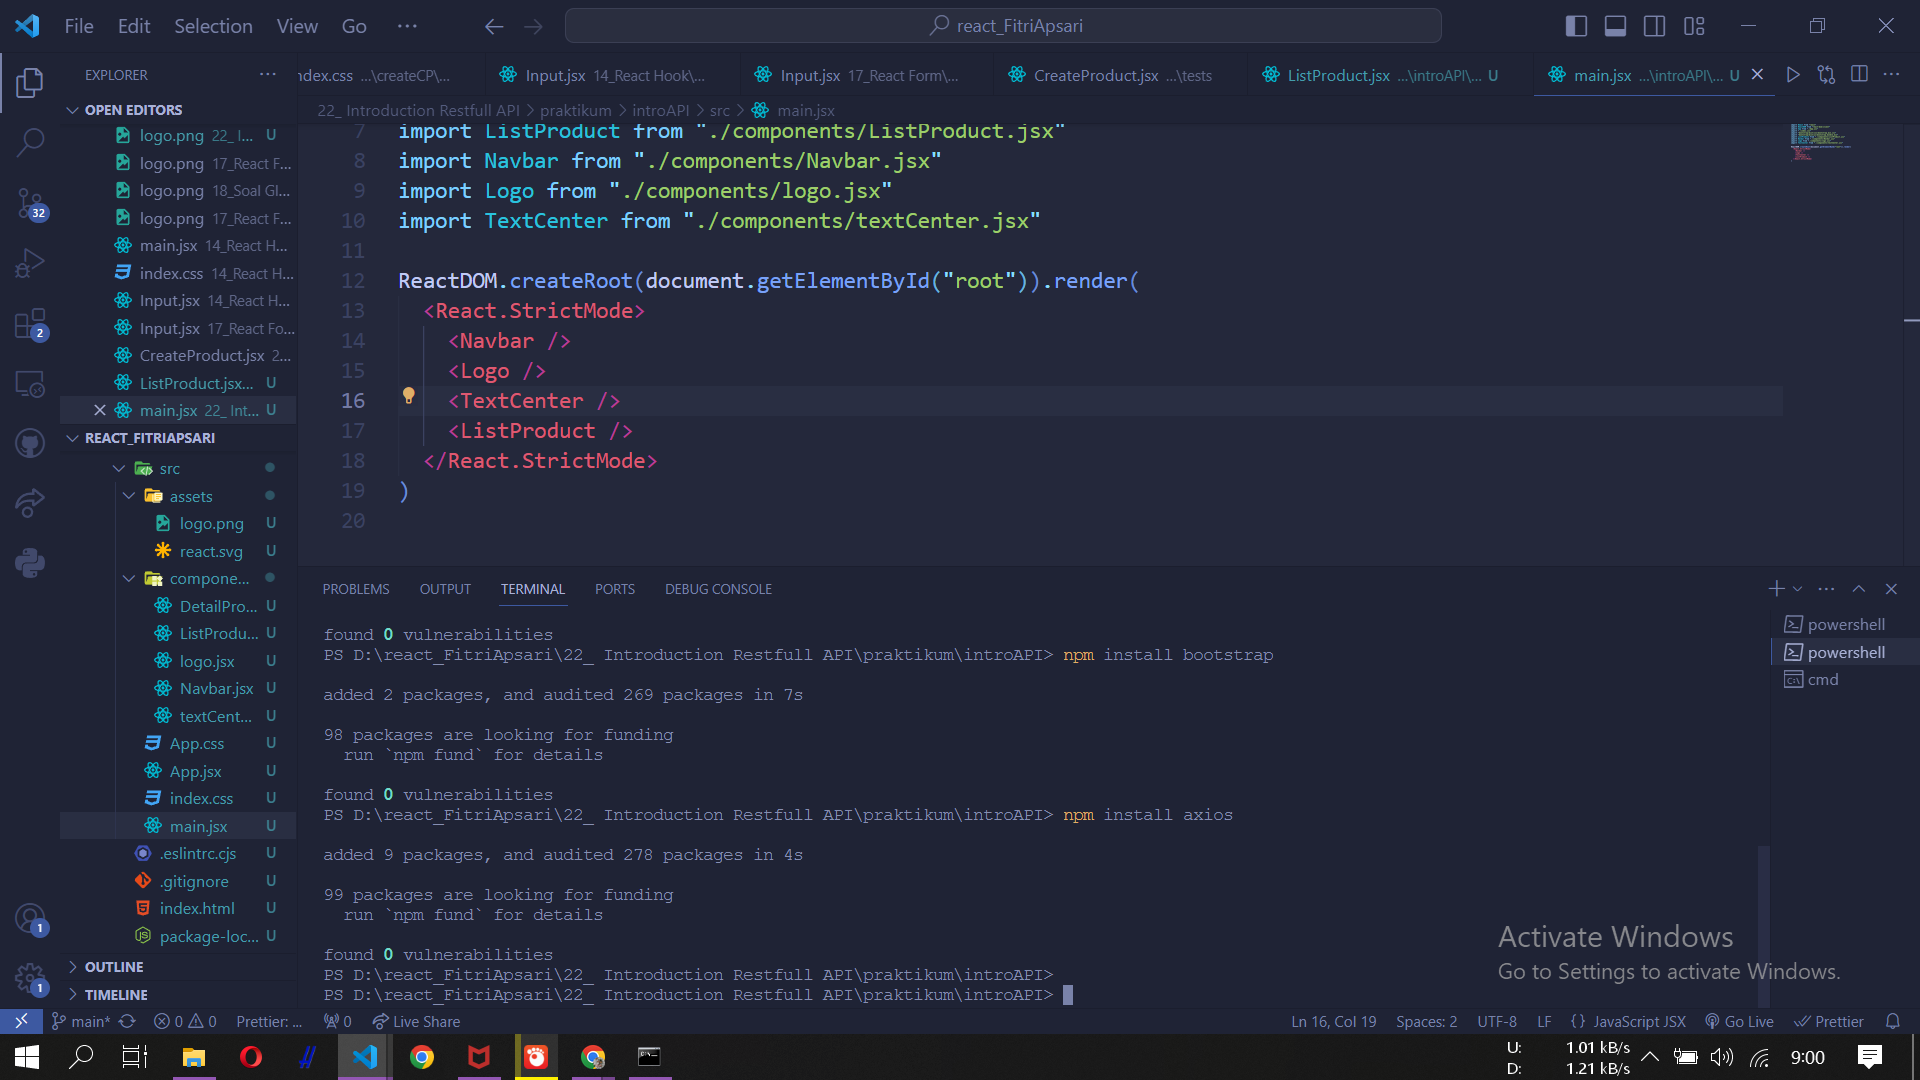 File Edit Selection View Go ··· react_FitriApsari
EXPLORER ···
ndex.css ...\createCP\... Input.jsx 14_React Hook\... Input.jsx 17_React Form\... CreateProduct.jsx ...\tests ListProduct.jsx ...\introAPI\... U main.jsx ...\introAPI\... U
OPEN EDITORS
logo.png 22_ I... U
logo.png 17_React F...
logo.png 18_Soal Gl...
logo.png 17_React F...
main.jsx 14_React H...
index.css 14_React H...
Input.jsx 14_React H...
Input.jsx 17_React Fo...
CreateProduct.jsx 2...
ListProduct.jsx... U
main.jsx 22_ Int... U
REACT_FITRIAPSARI
src
assets
logo.png U
react.svg U
compone...
DetailPro... U
ListProdu... U
logo.jsx U
Navbar.jsx U
textCent... U
App.css U
App.jsx U
index.css U
main.jsx U
.eslintrc.cjs U
.gitignore U
index.html U
package-loc... U
OUTLINE
TIMELINE
32
2
1
1
22_ Introduction Restfull API > praktikum > introAPI > src > main.jsx
7 import ListProduct from "./components/ListProduct.jsx"
8 import Navbar from "./components/Navbar.jsx"
9 import Logo from "./components/logo.jsx"
10 import TextCenter from "./components/textCenter.jsx"
11
12 ReactDOM.createRoot(document.getElementById("root")).render(
13 <React.StrictMode>
14 <Navbar />
15 <Logo />
16 <TextCenter />
17 <ListProduct />
18 </React.StrictMode>
19 )
20
PROBLEMS OUTPUT TERMINAL PORTS DEBUG CONSOLE
found 0 vulnerabilities
PS D:\react_FitriApsari\22_ Introduction Restfull API\praktikum\introAPI> npm install bootstrap
added 2 packages, and audited 269 packages in 7s
98 packages are looking for funding
run `npm fund` for details
found 0 vulnerabilities
PS D:\react_FitriApsari\22_ Introduction Restfull API\praktikum\introAPI> npm install axios
added 9 packages, and audited 278 packages in 4s
99 packages are looking for funding
run `npm fund` for details
found 0 vulnerabilities
PS D:\react_FitriApsari\22_ Introduction Restfull API\praktikum\introAPI>
PS D:\react_FitriApsari\22_ Introduction Restfull API\praktikum\introAPI>
powershell
powershell
cmd
Activate Windows
Go to Settings to activate Windows.
main* 0 0 Prettier: ... 0 Live Share Ln 16, Col 19 Spaces: 2 UTF-8 LF {} JavaScript JSX Go Live Prettier
U: 1.01 kB/s
D: 1.21 kB/s
9:00